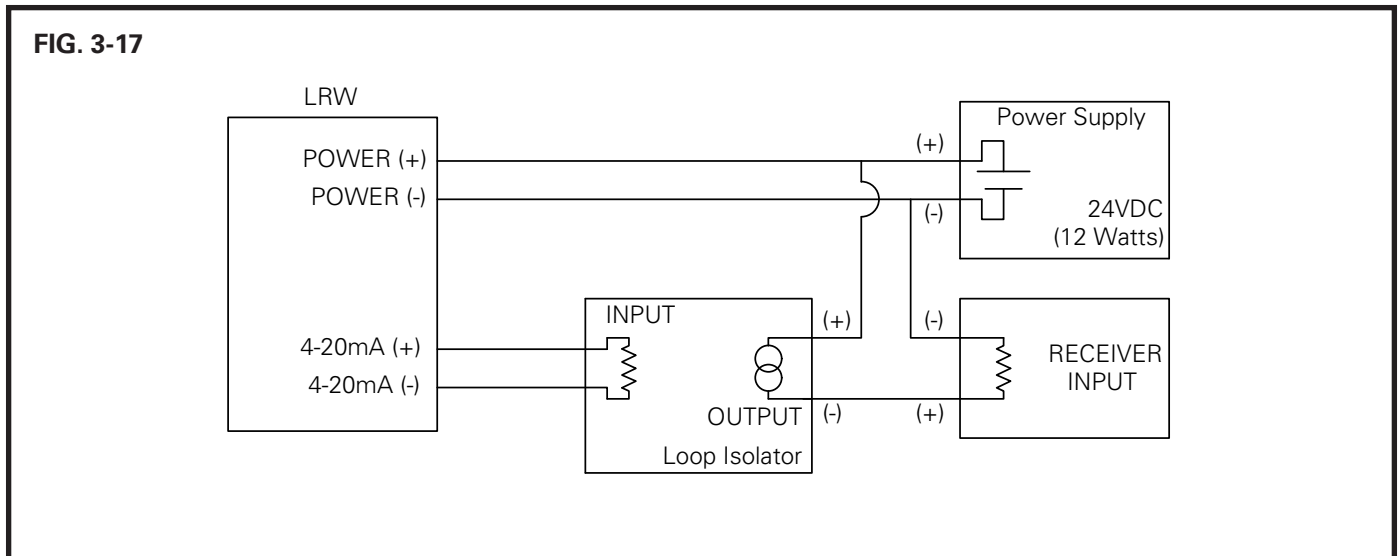 FIG. 3-17
LRW
POWER (+)
POWER (-)
4-20mA (+)
4-20mA (-)
INPUT
(+)
OUTPUT
(-)
Loop Isolator
(+)
Power Supply
(-)
24VDC
(12 Watts)
(-)
RECEIVER
INPUT
(+)